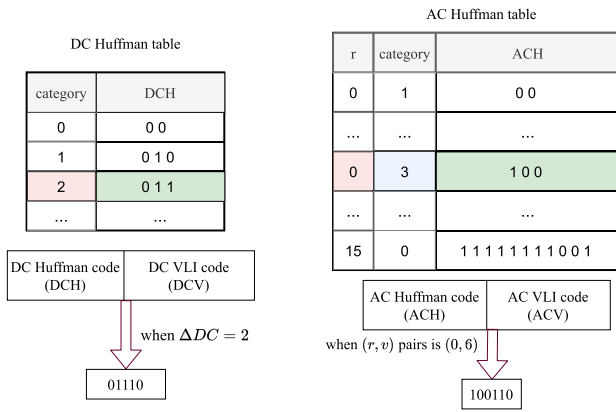 DC Huffman table
category DCH
0 0 0
1 0 1 0
2 0 1 1
... ...
DC Huffman code (DCH) DC VLI code (DCV)
when ΔDC = 2
01110
AC Huffman table
r category ACH
0 1 0 0
... ... ...
0 3 1 0 0
... ... ...
15 0 1 1 1 1 1 1 1 1 0 0 1
AC Huffman code (ACH) AC VLI code (ACV)
when (r, v) pairs is (0, 6)
100110